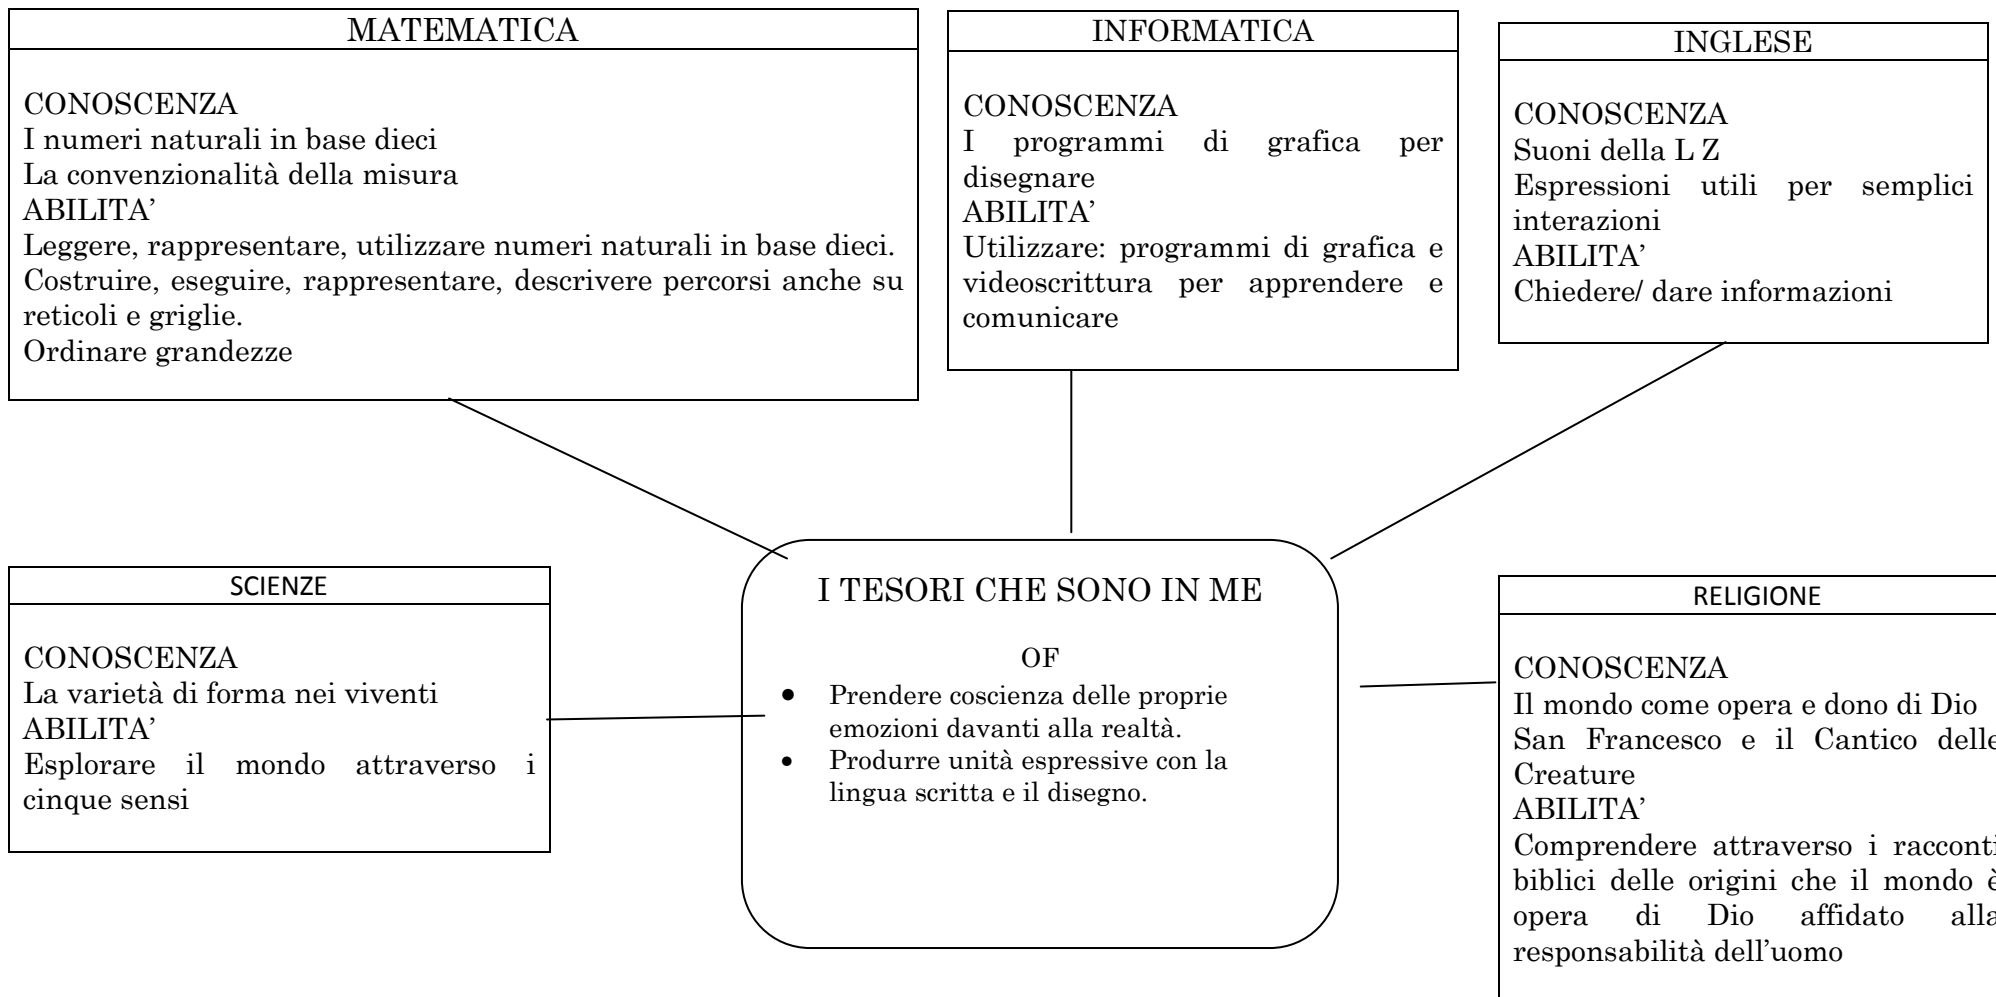 MATEMATICA
CONOSCENZA
I numeri naturali in base dieci
La convenzionalità della misura
ABILITA’
Leggere, rappresentare, utilizzare numeri naturali in base dieci.
Costruire, eseguire, rappresentare, descrivere percorsi anche su
reticoli e griglie.
Ordinare grandezze
INFORMATICA
CONOSCENZA
I programmi di grafica per
disegnare
ABILITA’
Utilizzare: programmi di grafica e
videoscrittura per apprendere e
comunicare
INGLESE
CONOSCENZA
Suoni della L Z
Espressioni utili per semplici
interazioni
ABILITA’
Chiedere/ dare informazioni
SCIENZE
CONOSCENZA
La varietà di forma nei viventi
ABILITA’
Esplorare il mondo attraverso i
cinque sensi
I TESORI CHE SONO IN ME
OF
• Prendere coscienza delle proprie
emozioni davanti alla realtà.
• Produrre unità espressive con la
lingua scritta e il disegno.
RELIGIONE
CONOSCENZA
Il mondo come opera e dono di Dio
San Francesco e il Cantico delle
Creature
ABILITA’
Comprendere attraverso i racconti
biblici delle origini che il mondo è
opera di Dio affidato alla
responsabilità dell’uomo